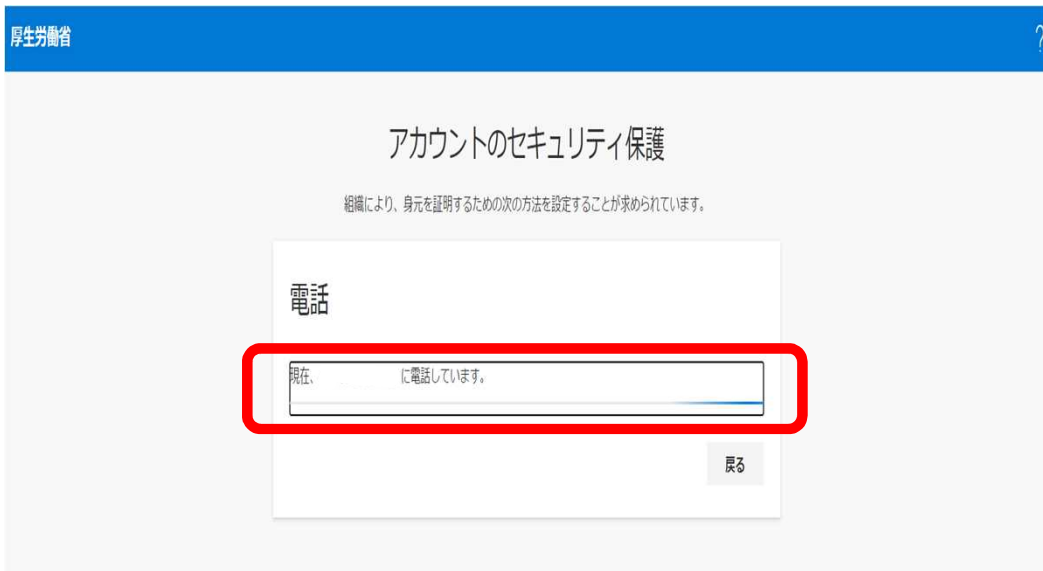 厚生労働省
?
アカウントのセキュリティ保護
組織により、身元を証明するための次の方法を設定することが求められています。
電話
現在、 に電話しています。
戻る